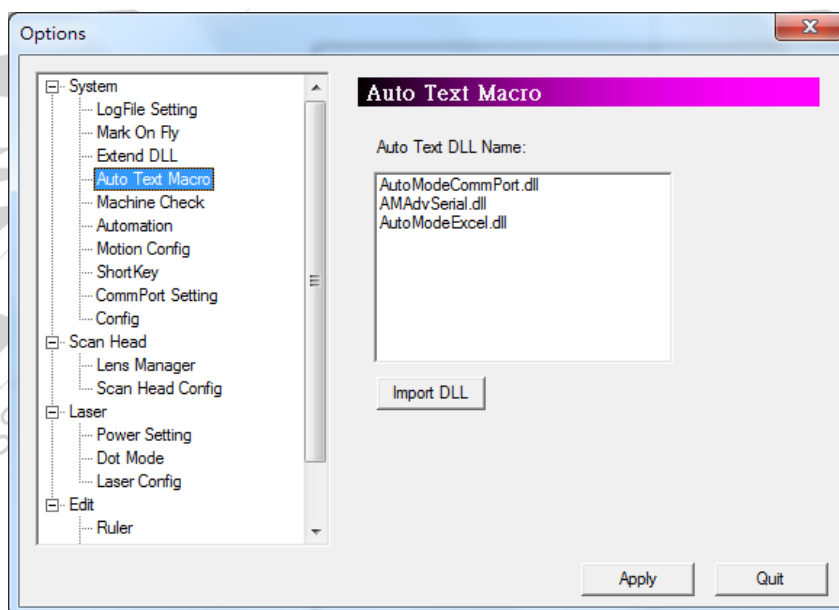 Options
System
LogFile Setting
Mark On Fly
Extend DLL
Auto Text Macro
Machine Check
Automation
Motion Config
ShortKey
CommPort Setting
Config
Scan Head
Lens Manager
Scan Head Config
Laser
Power Setting
Dot Mode
Laser Config
Edit
Ruler
Auto Text Macro
Auto Text DLL Name:
AutoModeCommPort.dll
AMAdvSerial.dll
AutoModeExcel.dll
Import DLL
Apply
Quit